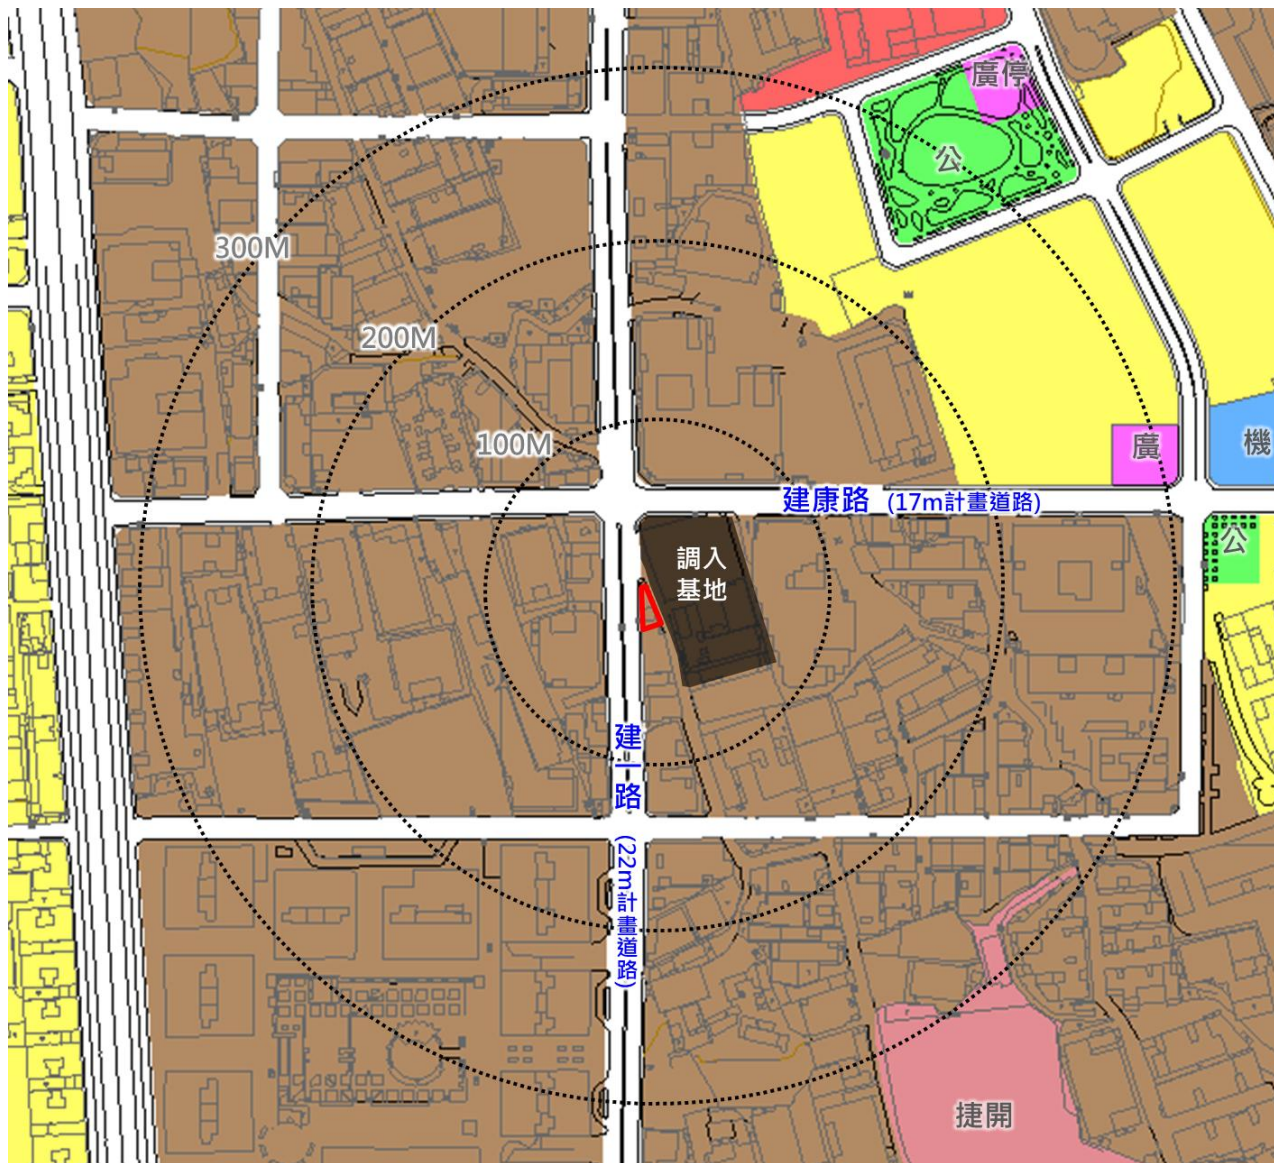 廣停
公
300M
200M
100M
廣
機
建康路 (17m計畫道路)
公
調入
基地
建一路
(22m計畫道路)
捷開